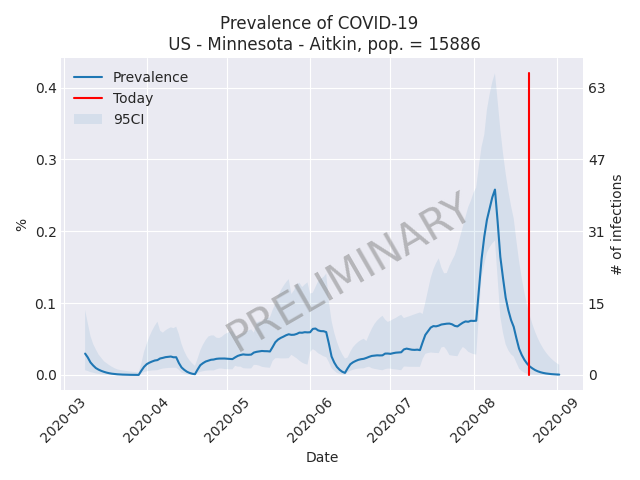 Prevalence of COVID-19
US - Minnesota - Aitkin, pop. = 15886
Prevalence
Today
95CI
PRELIMINARY
0.4
0.3
0.2
0.1
0.0
%
63
47
31
15
0
# of infections
2020-03
2020-04
2020-05
2020-06
2020-07
2020-08
2020-09
Date